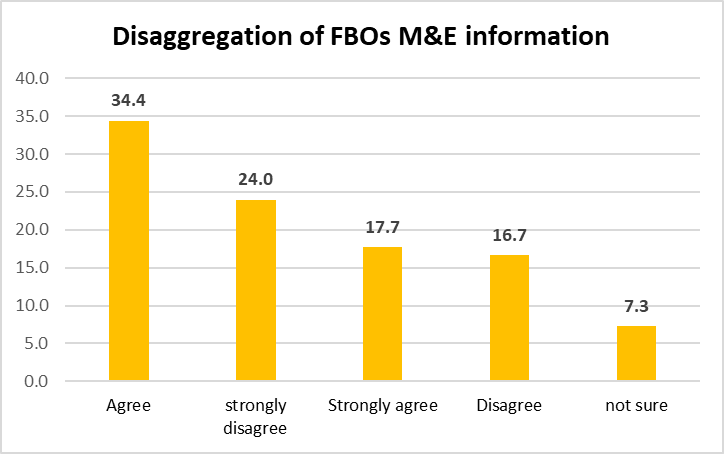 Disaggregation of FBOs M&E information
40.0
35.0
30.0
25.0
20.0
15.0
10.0
5.0
0.0
34.4
24.0
17.7
16.7
7.3
Agree
strongly
disagree
Strongly agree
Disagree
not sure